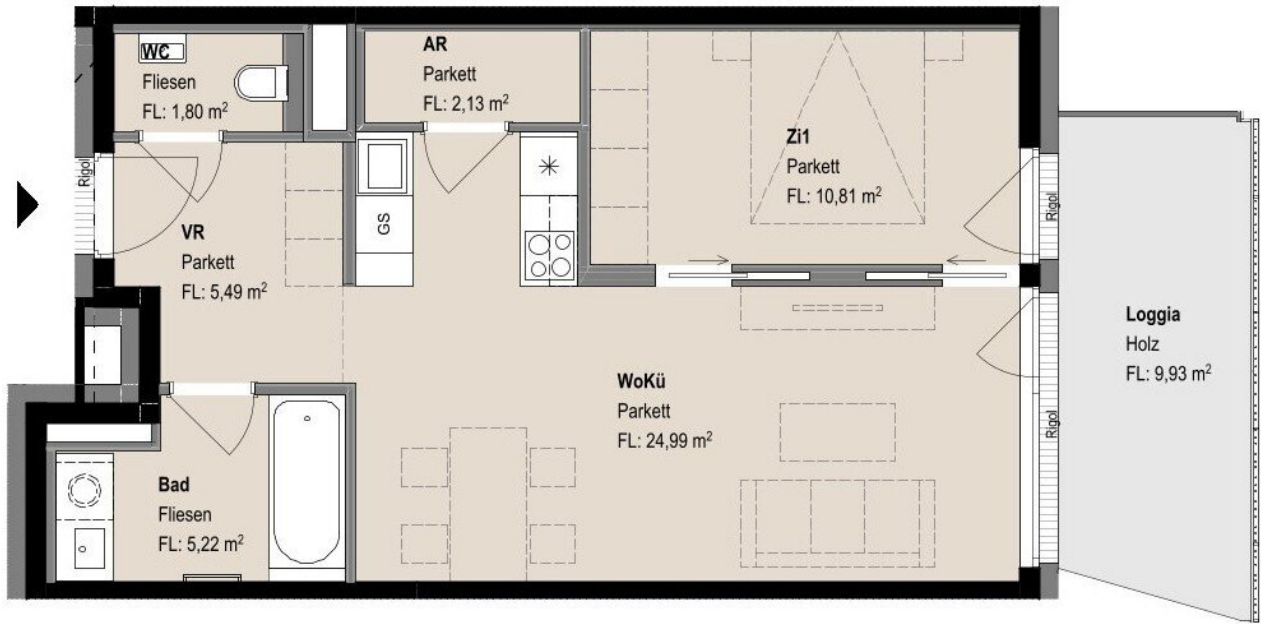 WC
Fliesen
FL: 1,80 m²
AR
Parkett
FL: 2,13 m²
Zi1
Parkett
FL: 10,81 m²
Rigol
VR
Parkett
FL: 5,49 m²
GS
Rigol
Loggia
Holz
FL: 9,93 m²
WoKü
Parkett
FL: 24,99 m²
Rigol
Bad
Fliesen
FL: 5,22 m²